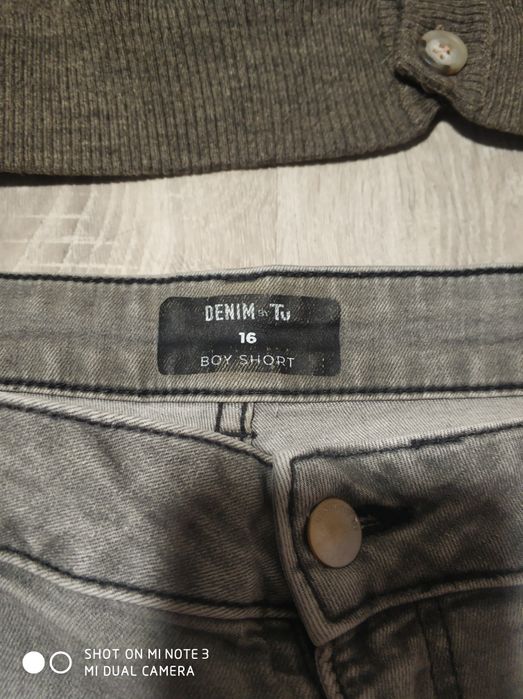 DENIM BY Tu
16
BOY SHORT
SHOT ON MI NOTE 3
MI DUAL CAMERA